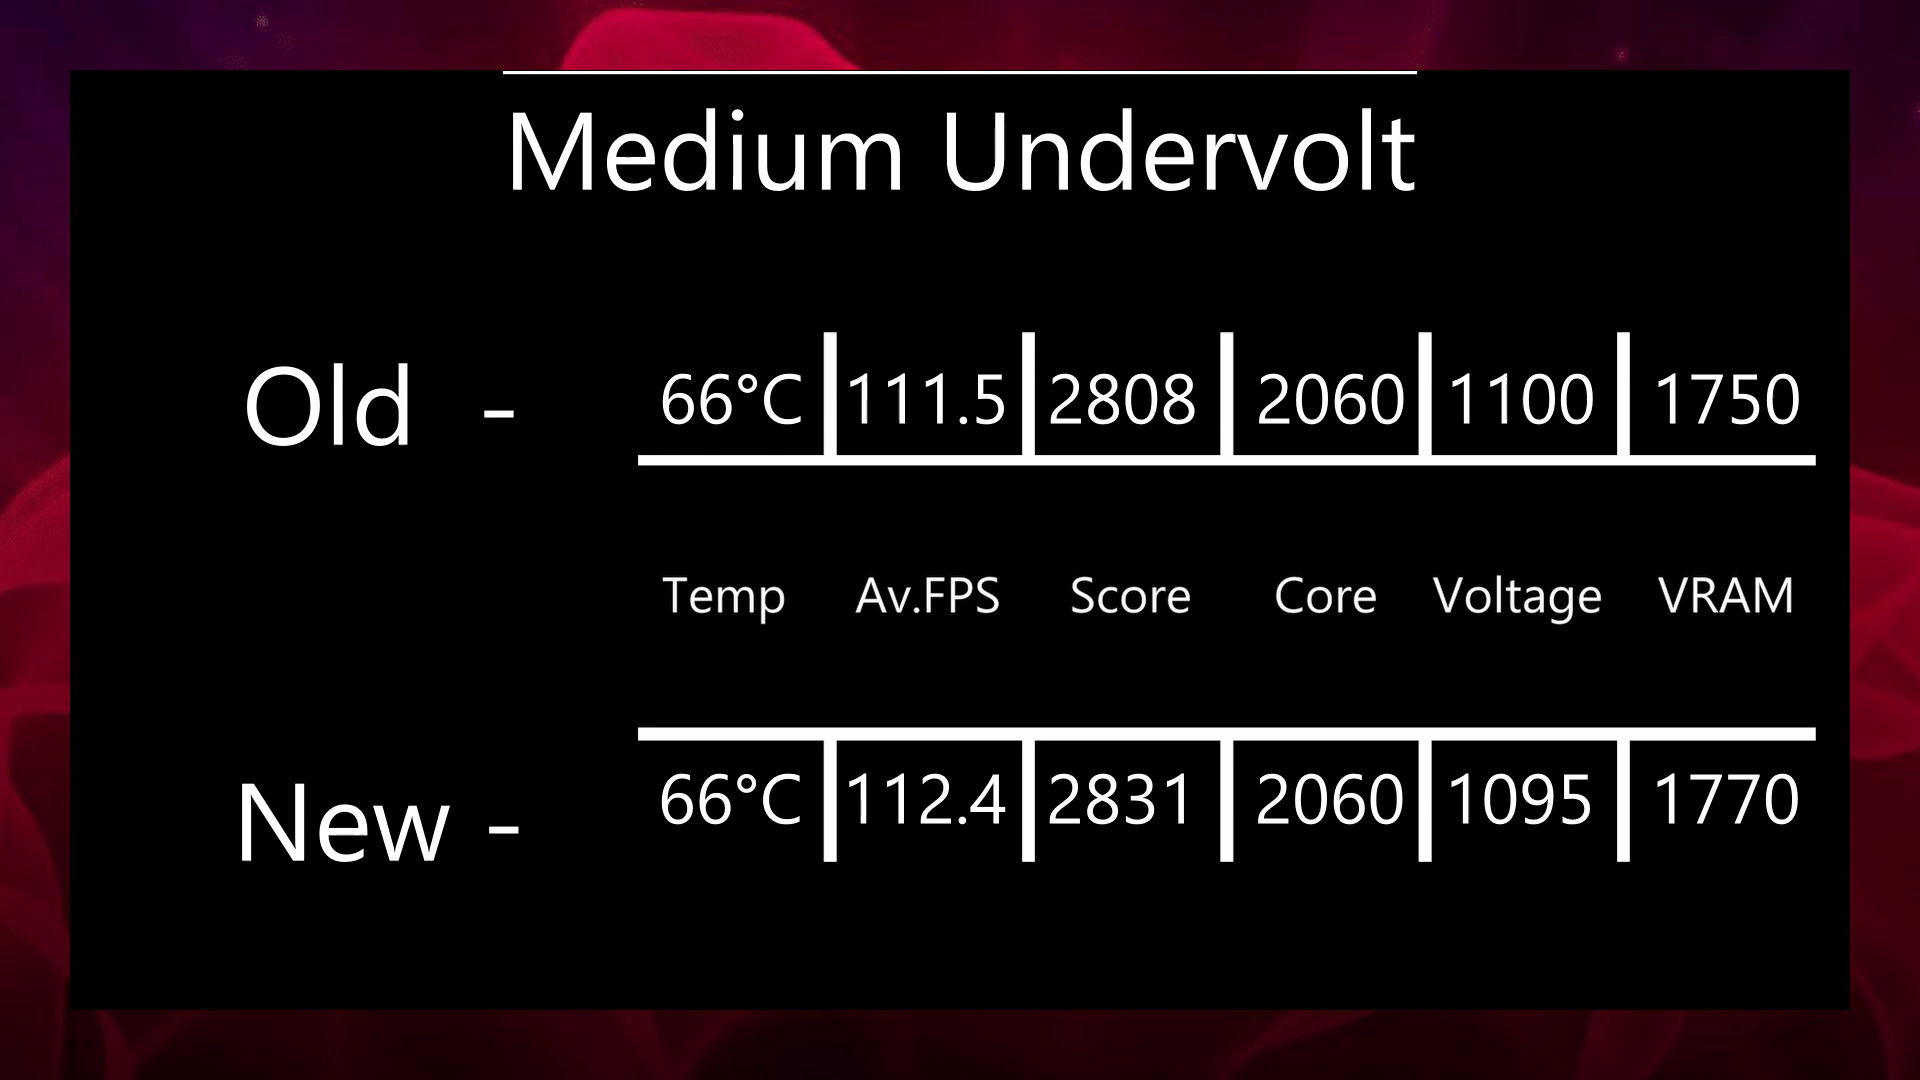 Medium Undervolt
Old - 66°C 111.5 2808 2060 1100 1750
Temp Av.FPS Score Core Voltage VRAM
New - 66°C 112.4 2831 2060 1095 1770